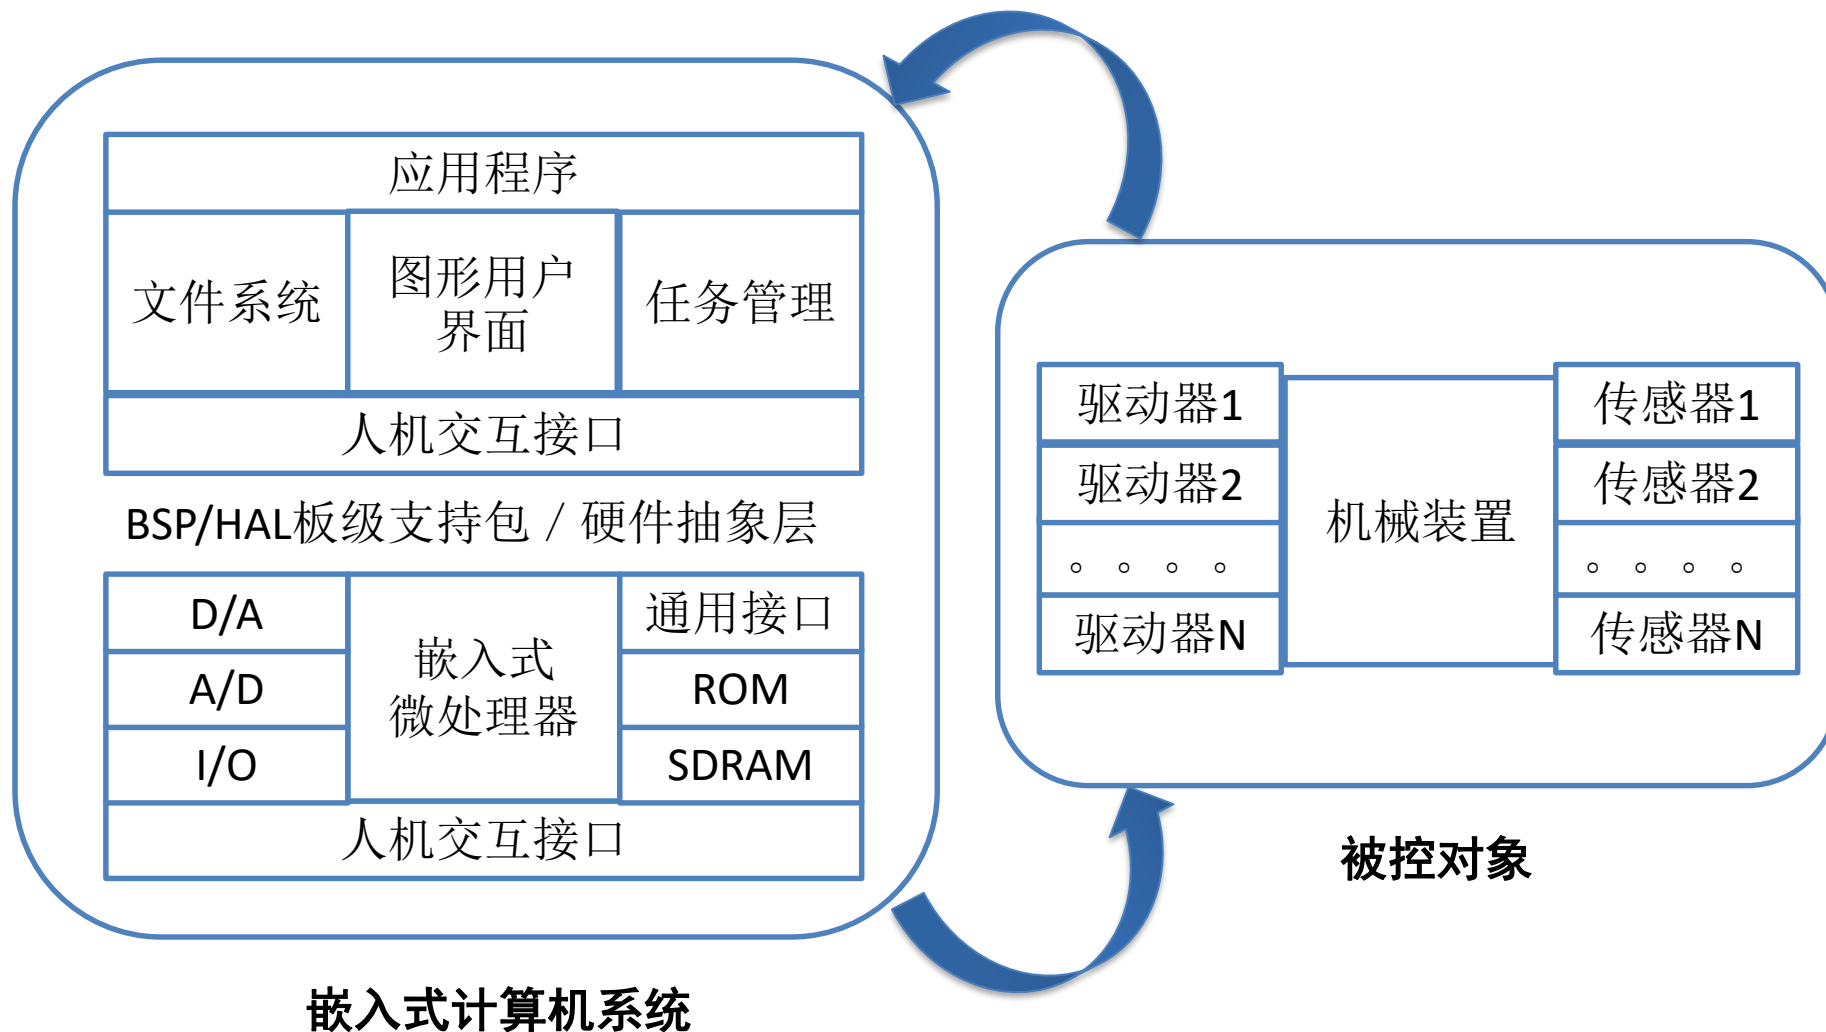 应用程序
文件系统
图形用户
界面
任务管理
人机交互接口
BSP/HAL板级支持包 / 硬件抽象层
D/A
A/D
I/O
嵌入式
微处理器
通用接口
ROM
SDRAM
人机交互接口
嵌入式计算机系统
驱动器1
驱动器2
。。。。
驱动器N
机械装置
传感器1
传感器2
。。。。
传感器N
被控对象